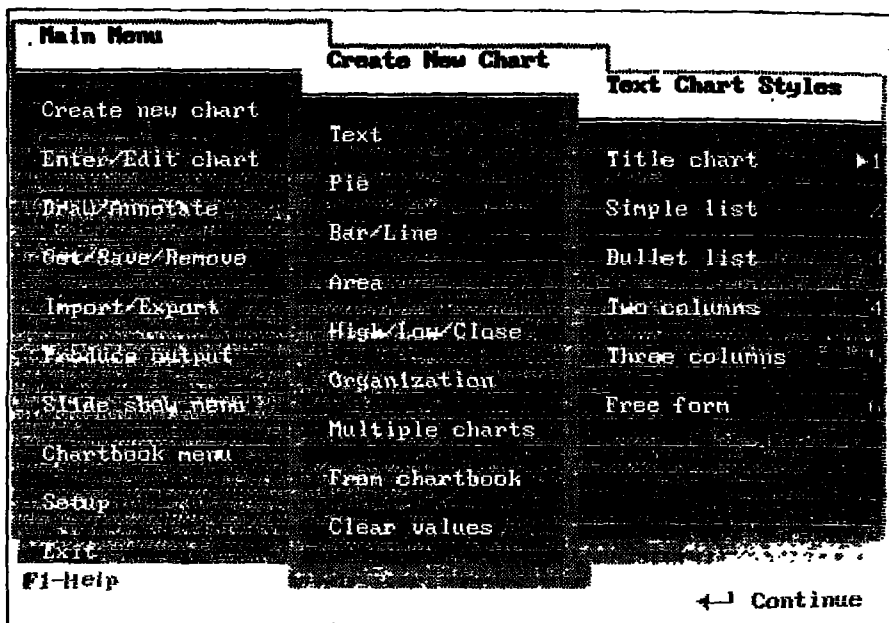 Main Menu
Create new chart
Enter/Edit chart
Draw/Annotate
Get/Save/Remove
Import/Export
Produce output
Slide show menu
Chartbook menu
Setup
Exit
F1-Help
Create New Chart
Text
Pie
Bar/Line
Area
High/Low/Close
Organization
Multiple charts
From chartbook
Clear values
Text Chart Styles
Title chart ▶1
Simple list
Bullet list
Two columns 4
Three columns
Free form
↵ Continue